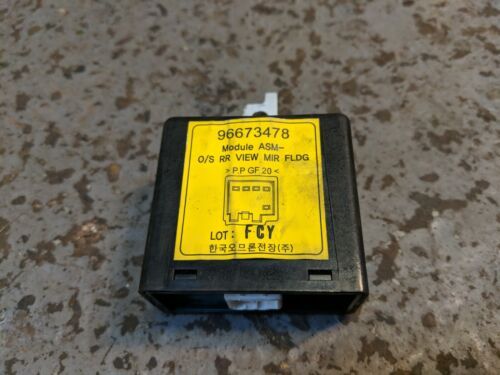 96673478
Module ASM-
O/S RR VIEW MIR FLDG
>P.P GF 20<
LOT: FCY
한국오므론전장(주)